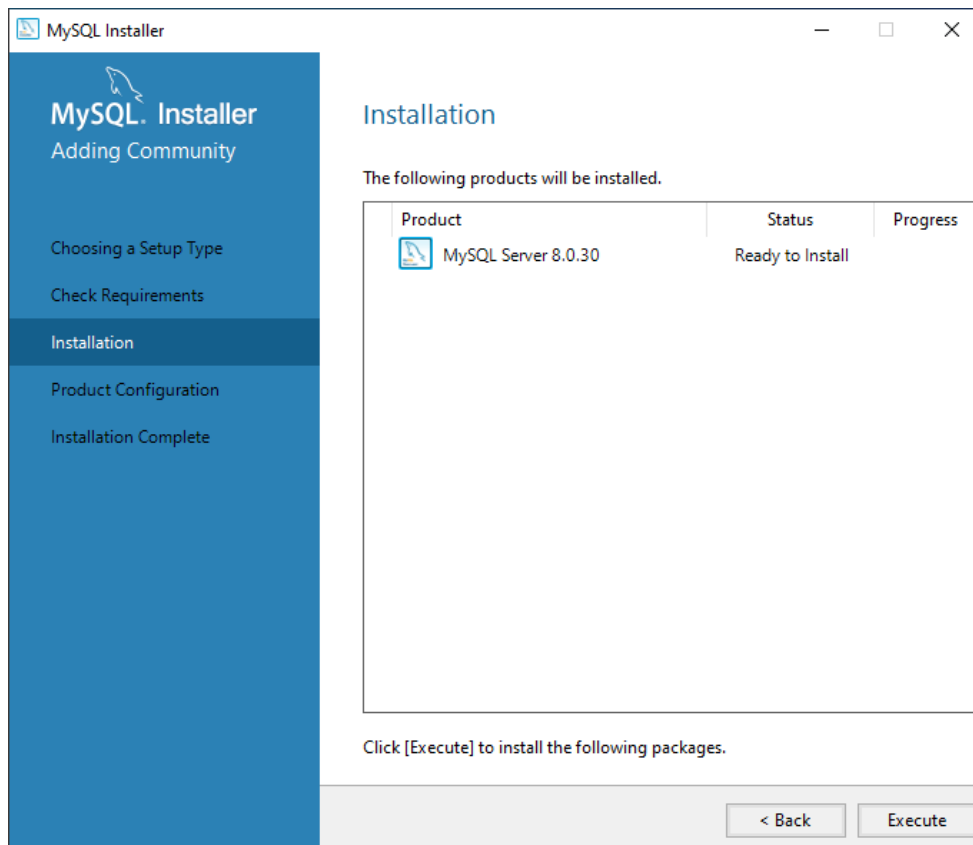 MySQL Installer
MySQL. Installer
Adding Community
Choosing a Setup Type
Check Requirements
Installation
Product Configuration
Installation Complete
Installation
The following products will be installed.
Product Status Progress
MySQL Server 8.0.30 Ready to Install
Click [Execute] to install the following packages.
< Back Execute